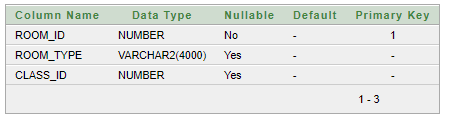 Column Name Data Type Nullable Default Primary Key
ROOM_ID NUMBER No - 1
ROOM_TYPE VARCHAR2(4000) Yes - -
CLASS_ID NUMBER Yes - -
1 - 3